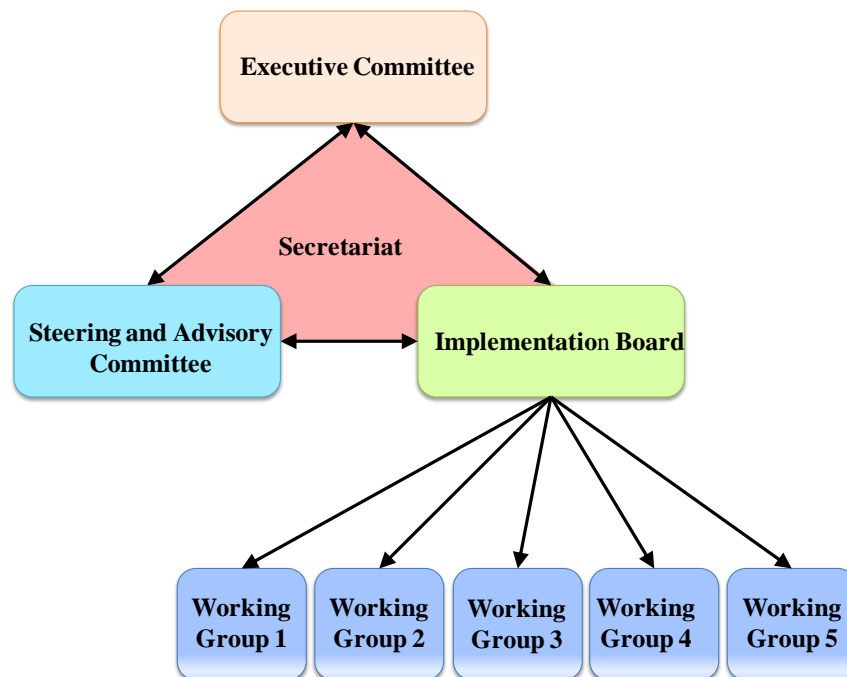 Executive Committee
Secretariat
Steering and Advisory
Committee
Implementation Board
Working
Group 1
Working
Group 2
Working
Group 3
Working
Group 4
Working
Group 5